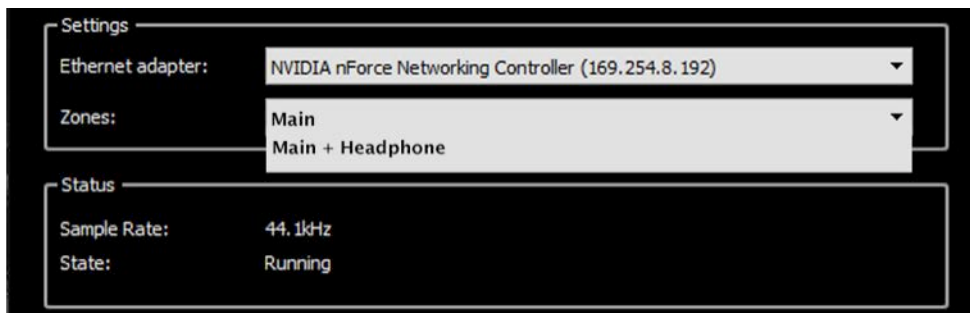 Settings
Ethernet adapter: NVIDIA nForce Networking Controller (169.254.8.192)
Zones: Main
Main + Headphone
Status
Sample Rate: 44.1kHz
State: Running